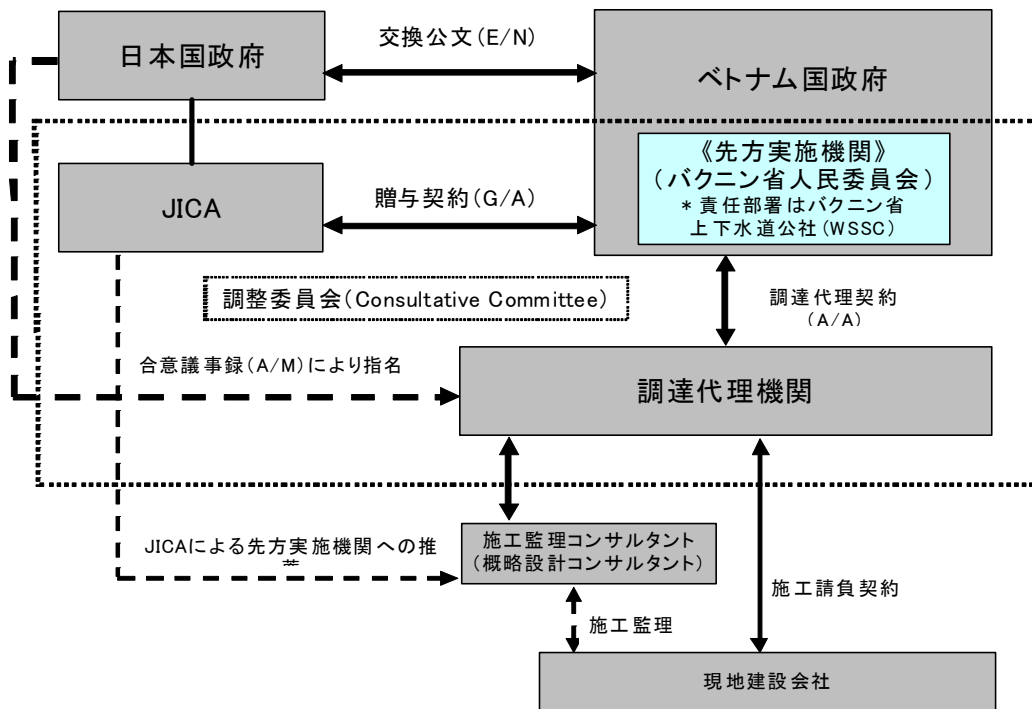 日本国政府
交換公文(E/N)
ベトナム国政府
《先方実施機関》
(バクニン省人民委員会)
*責任部署はバクニン省
上下水道公社(WSSC)
JICA
贈与契約(G/A)
調整委員会(Consultative Committee)
調達代理契約
(A/A)
合意議事録(A/M)により指名
調達代理機関
JICAによる先方実施機関への推
施工監理コンサルタント
(概略設計コンサルタント)
施工請負契約
施工監理
現地建設会社